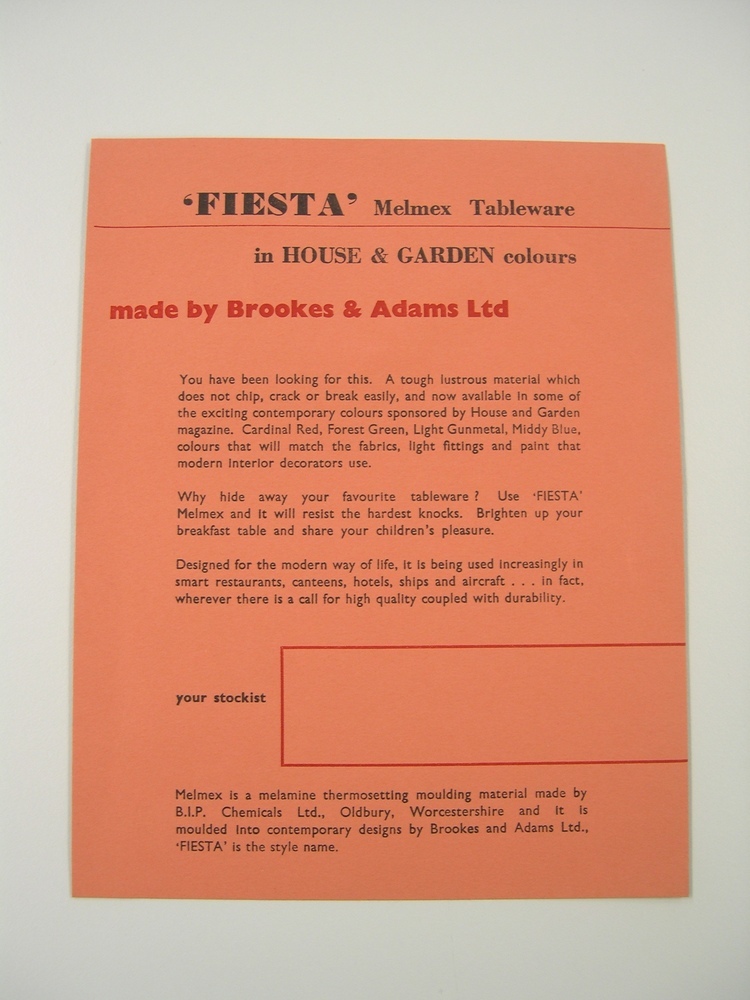 ‘FIESTA’ Melmex Tableware
in HOUSE & GARDEN colours
made by Brookes & Adams Ltd
You have been looking for this. A tough lustrous material which
does not chip, crack or break easily, and now available in some of
the exciting contemporary colours sponsored by House and Garden
magazine. Cardinal Red, Forest Green, Light Gunmetal, Middy Blue,
colours that will match the fabrics, light fittings and paint that
modern interior decorators use.
Why hide away your favourite tableware ? Use ‘FIESTA’
Melmex and it will resist the hardest knocks. Brighten up your
breakfast table and share your children's pleasure.
Designed for the modern way of life, it is being used increasingly in
smart restaurants, canteens, hotels, ships and aircraft . . . in fact,
wherever there is a call for high quality coupled with durability.
your stockist
Melmex is a melamine thermosetting moulding material made by
B.I.P. Chemicals Ltd., Oldbury, Worcestershire and it is
moulded into contemporary designs by Brookes and Adams Ltd.,
‘FIESTA’ is the style name.